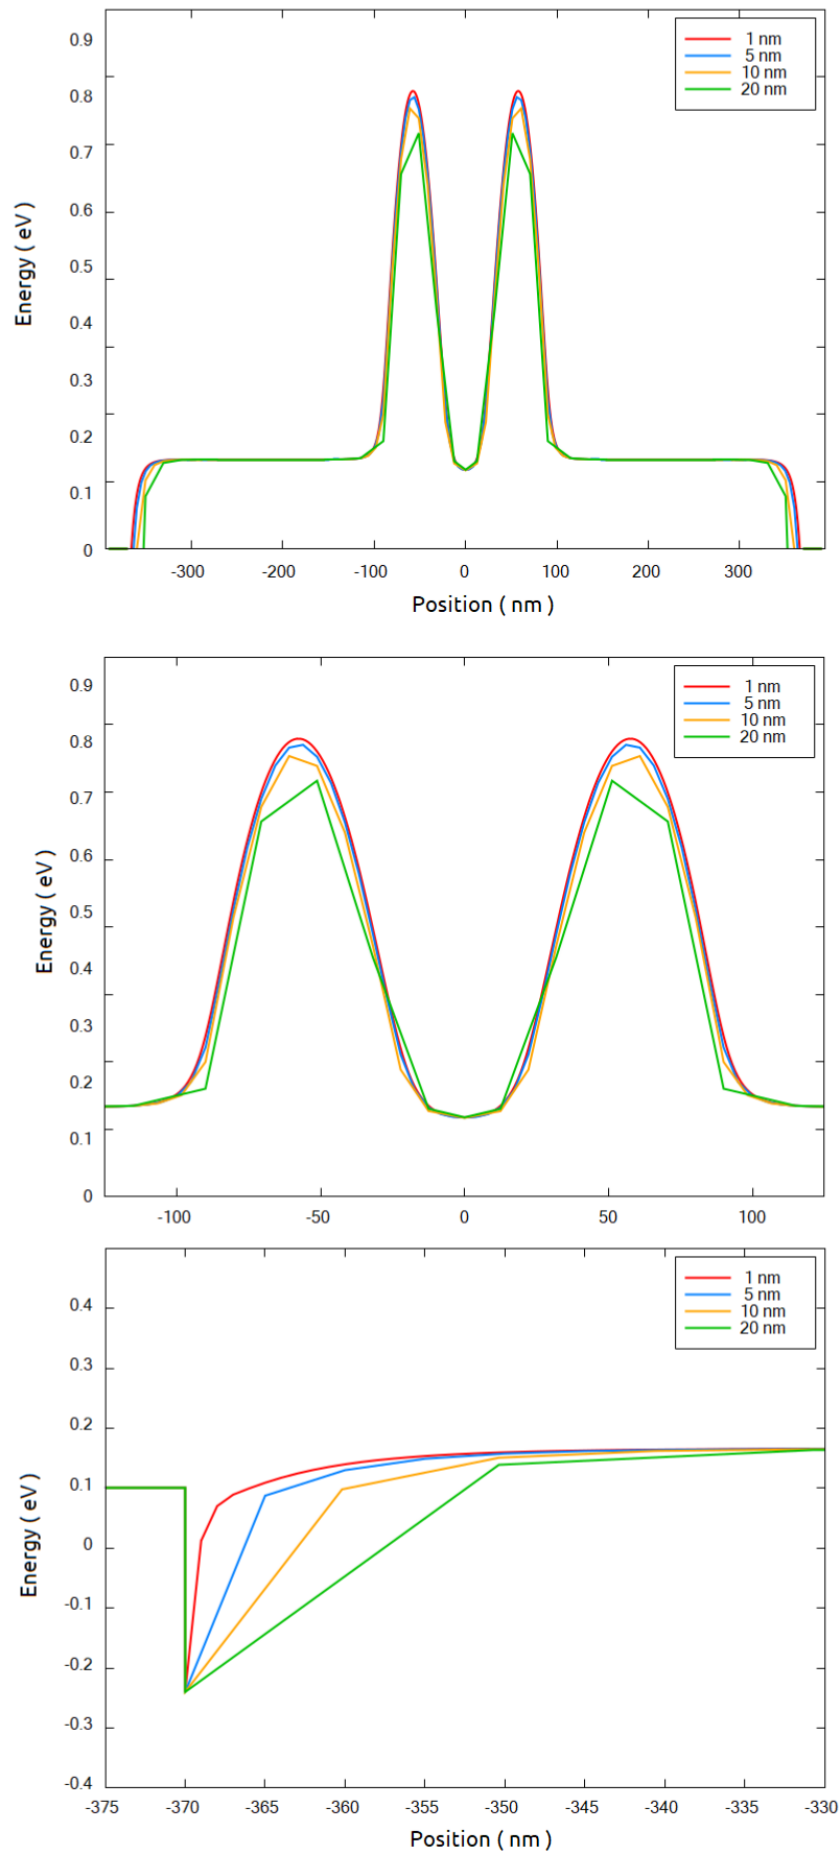 0.9
0.8
0.7
0.6
0.5
0.4
0.3
0.2
0.1
0
Energy ( eV )
1 nm
5 nm
10 nm
20 nm
-300 -200 -100 0 100 200 300
Position ( nm )
0.9
0.8
0.7
0.6
0.5
0.4
0.3
0.2
0.1
0
Energy ( eV )
1 nm
5 nm
10 nm
20 nm
-100 -50 0 50 100
0.4
0.3
0.2
0.1
0
-0.1
-0.2
-0.3
-0.4
Energy ( eV )
1 nm
5 nm
10 nm
20 nm
-375 -370 -365 -360 -355 -350 -345 -340 -335 -330
Position ( nm )